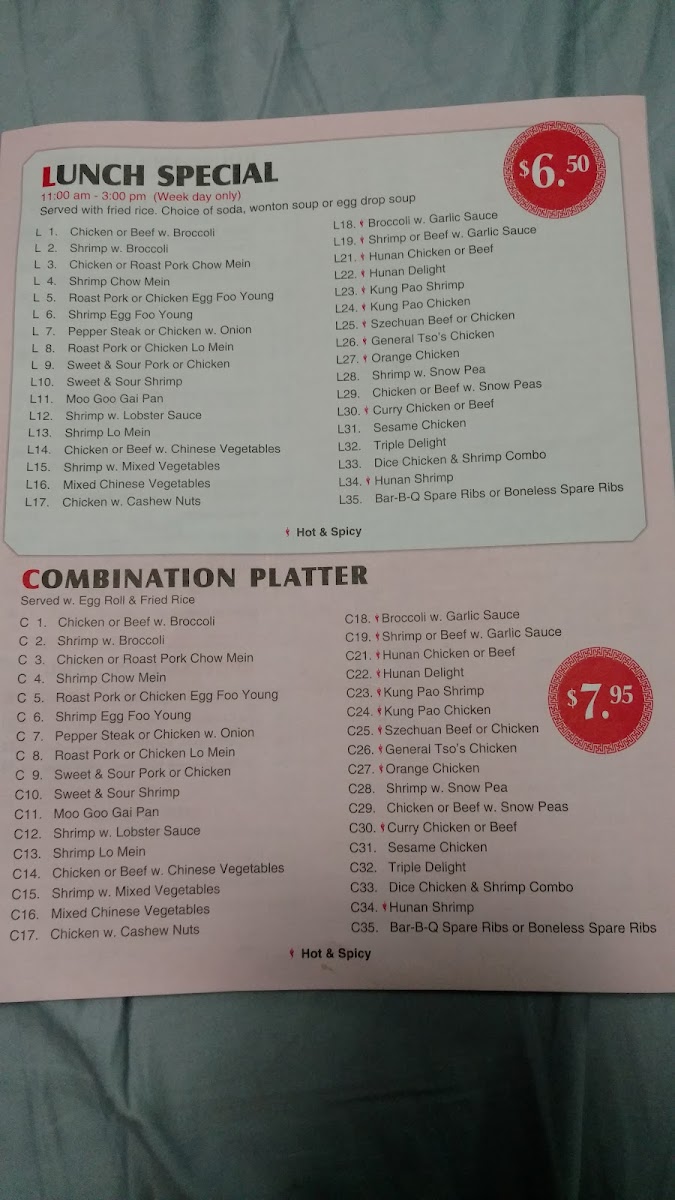 LUNCH SPECIAL
$6.50
11:00 am - 3:00 pm (Week day only)
Served with fried rice. Choice of soda, wonton soup or egg drop soup
L 1. Chicken or Beef w. Broccoli
L 2. Shrimp w. Broccoli
L 3. Chicken or Roast Pork Chow Mein
L 4. Shrimp Chow Mein
L 5. Roast Pork or Chicken Egg Foo Young
L 6. Shrimp Egg Foo Young
L 7. Pepper Steak or Chicken w. Onion
L 8. Roast Pork or Chicken Lo Mein
L 9. Sweet & Sour Pork or Chicken
L10. Sweet & Sour Shrimp
L11. Moo Goo Gai Pan
L12. Shrimp w. Lobster Sauce
L13. Shrimp Lo Mein
L14. Chicken or Beef w. Chinese Vegetables
L15. Shrimp w. Mixed Vegetables
L16. Mixed Chinese Vegetables
L17. Chicken w. Cashew Nuts
L18. Broccoli w. Garlic Sauce
L19. Shrimp or Beef w. Garlic Sauce
L21. Hunan Chicken or Beef
L22. Hunan Delight
L23. Kung Pao Shrimp
L24. Kung Pao Chicken
L25. Szechuan Beef or Chicken
L26. General Tso's Chicken
L27. Orange Chicken
L28. Shrimp w. Snow Pea
L29. Chicken or Beef w. Snow Peas
L30. Curry Chicken or Beef
L31. Sesame Chicken
L32. Triple Delight
L33. Dice Chicken & Shrimp Combo
L34. Hunan Shrimp
L35. Bar-B-Q Spare Ribs or Boneless Spare Ribs
Hot & Spicy
COMBINATION PLATTER
Served w. Egg Roll & Fried Rice
$7.95
C 1. Chicken or Beef w. Broccoli
C 2. Shrimp w. Broccoli
C 3. Chicken or Roast Pork Chow Mein
C 4. Shrimp Chow Mein
C 5. Roast Pork or Chicken Egg Foo Young
C 6. Shrimp Egg Foo Young
C 7. Pepper Steak or Chicken w. Onion
C 8. Roast Pork or Chicken Lo Mein
C 9. Sweet & Sour Pork or Chicken
C10. Sweet & Sour Shrimp
C11. Moo Goo Gai Pan
C12. Shrimp w. Lobster Sauce
C13. Shrimp Lo Mein
C14. Chicken or Beef w. Chinese Vegetables
C15. Shrimp w. Mixed Vegetables
C16. Mixed Chinese Vegetables
C17. Chicken w. Cashew Nuts
C18. Broccoli w. Garlic Sauce
C19. Shrimp or Beef w. Garlic Sauce
C21. Hunan Chicken or Beef
C22. Hunan Delight
C23. Kung Pao Shrimp
C24. Kung Pao Chicken
C25. Szechuan Beef or Chicken
C26. General Tso's Chicken
C27. Orange Chicken
C28. Shrimp w. Snow Pea
C29. Chicken or Beef w. Snow Peas
C30. Curry Chicken or Beef
C31. Sesame Chicken
C32. Triple Delight
C33. Dice Chicken & Shrimp Combo
C34. Hunan Shrimp
C35. Bar-B-Q Spare Ribs or Boneless Spare Ribs
Hot & Spicy